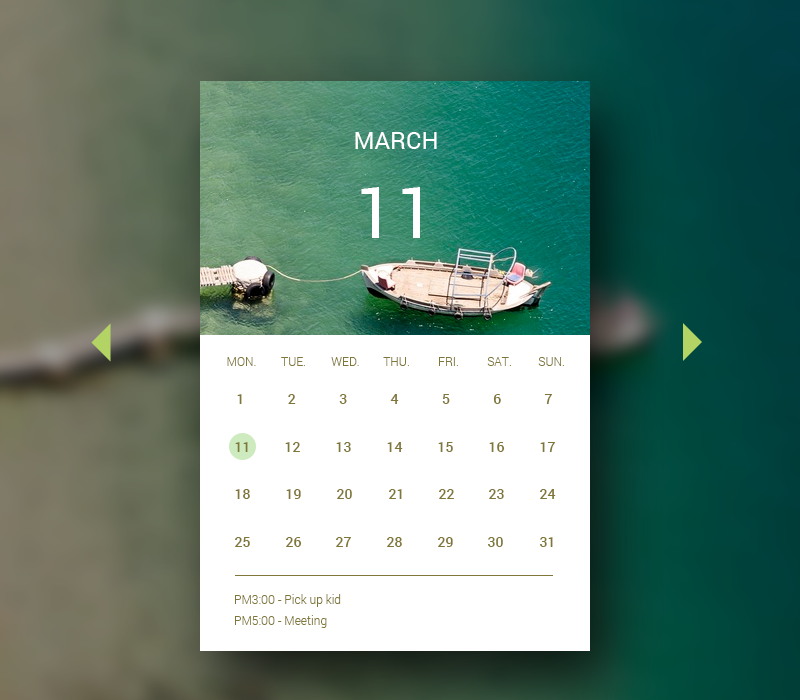 MARCH
11
MON. TUE. WED. THU. FRI. SAT. SUN.
1 2 3 4 5 6 7
11 12 13 14 15 16 17
18 19 20 21 22 23 24
25 26 27 28 29 30 31
PM3:00 - Pick up kid
PM5:00 - Meeting